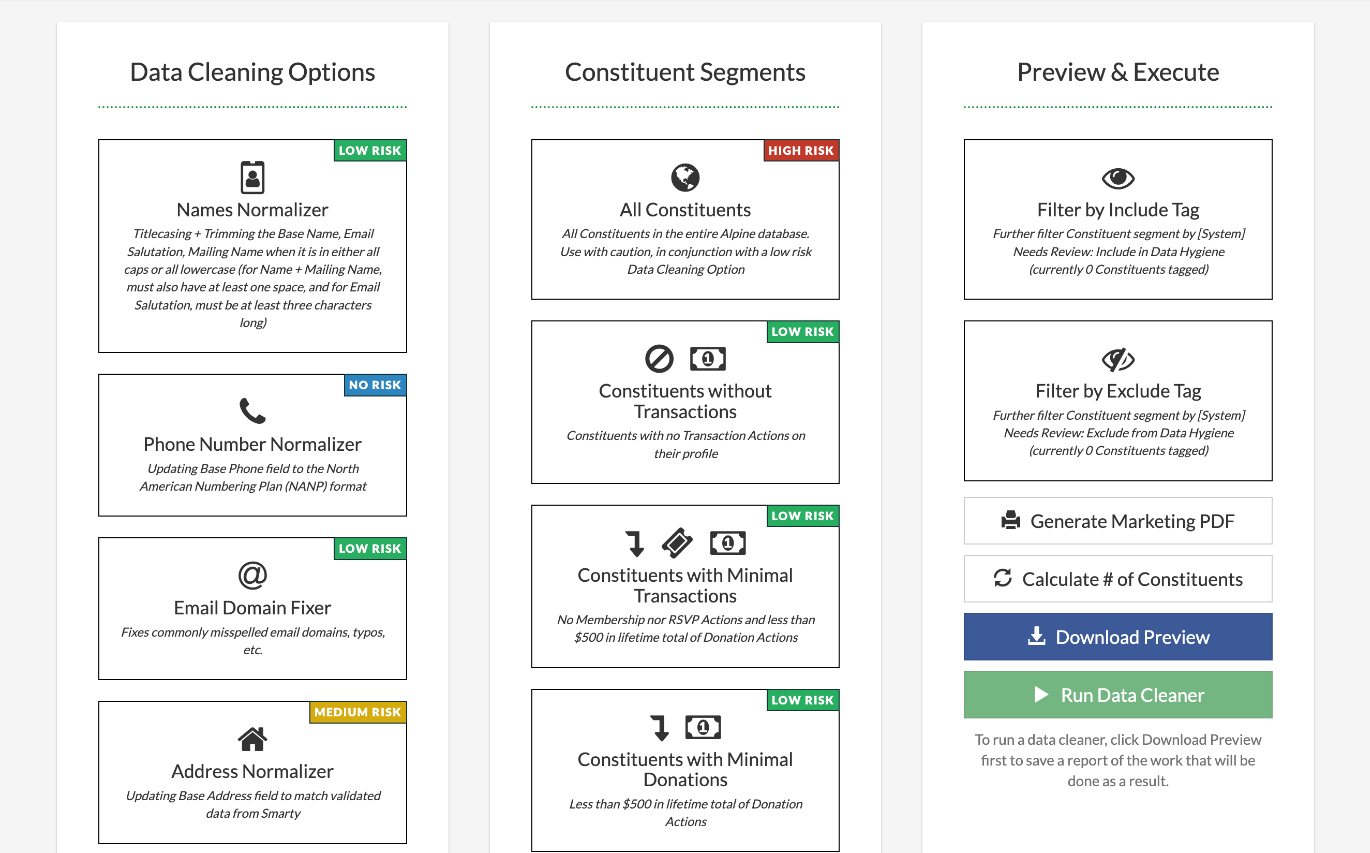 Data Cleaning Options
LOW RISK
Names Normalizer
Titlecasing + Trimming the Base Name, Email
Salutation, Mailing Name when it is in either all
caps or all lowercase (for Name + Mailing Name,
must also have at least one space, and for Email
Salutation, must be at least three characters
long)
NO RISK
Phone Number Normalizer
Updating Base Phone field to the North
American Numbering Plan (NANP) format
LOW RISK
@
Email Domain Fixer
Fixes commonly misspelled email domains, typos,
etc.
MEDIUM RISK
Address Normalizer
Updating Base Address field to match validated
data from Smarty
Constituent Segments
HIGH RISK
All Constituents
All Constituents in the entire Alpine database.
Use with caution, in conjunction with a low risk
Data Cleaning Option
LOW RISK
1
Constituents without
Transactions
Constituents with no Transaction Actions on
their profile
LOW RISK
1
Constituents with Minimal
Transactions
No Membership nor RSVP Actions and less than
$500 in lifetime total of Donation Actions
LOW RISK
1
Constituents with Minimal
Donations
Less than $500 in lifetime total of Donation
Actions
Preview & Execute
Filter by Include Tag
Further filter Constituent segment by [System]
Needs Review: Include in Data Hygiene
(currently 0 Constituents tagged)
Filter by Exclude Tag
Further filter Constituent segment by [System]
Needs Review: Exclude from Data Hygiene
(currently 0 Constituents tagged)
Generate Marketing PDF
Calculate # of Constituents
Download Preview
Run Data Cleaner
To run a data cleaner, click Download Preview
first to save a report of the work that will be
done as a result.